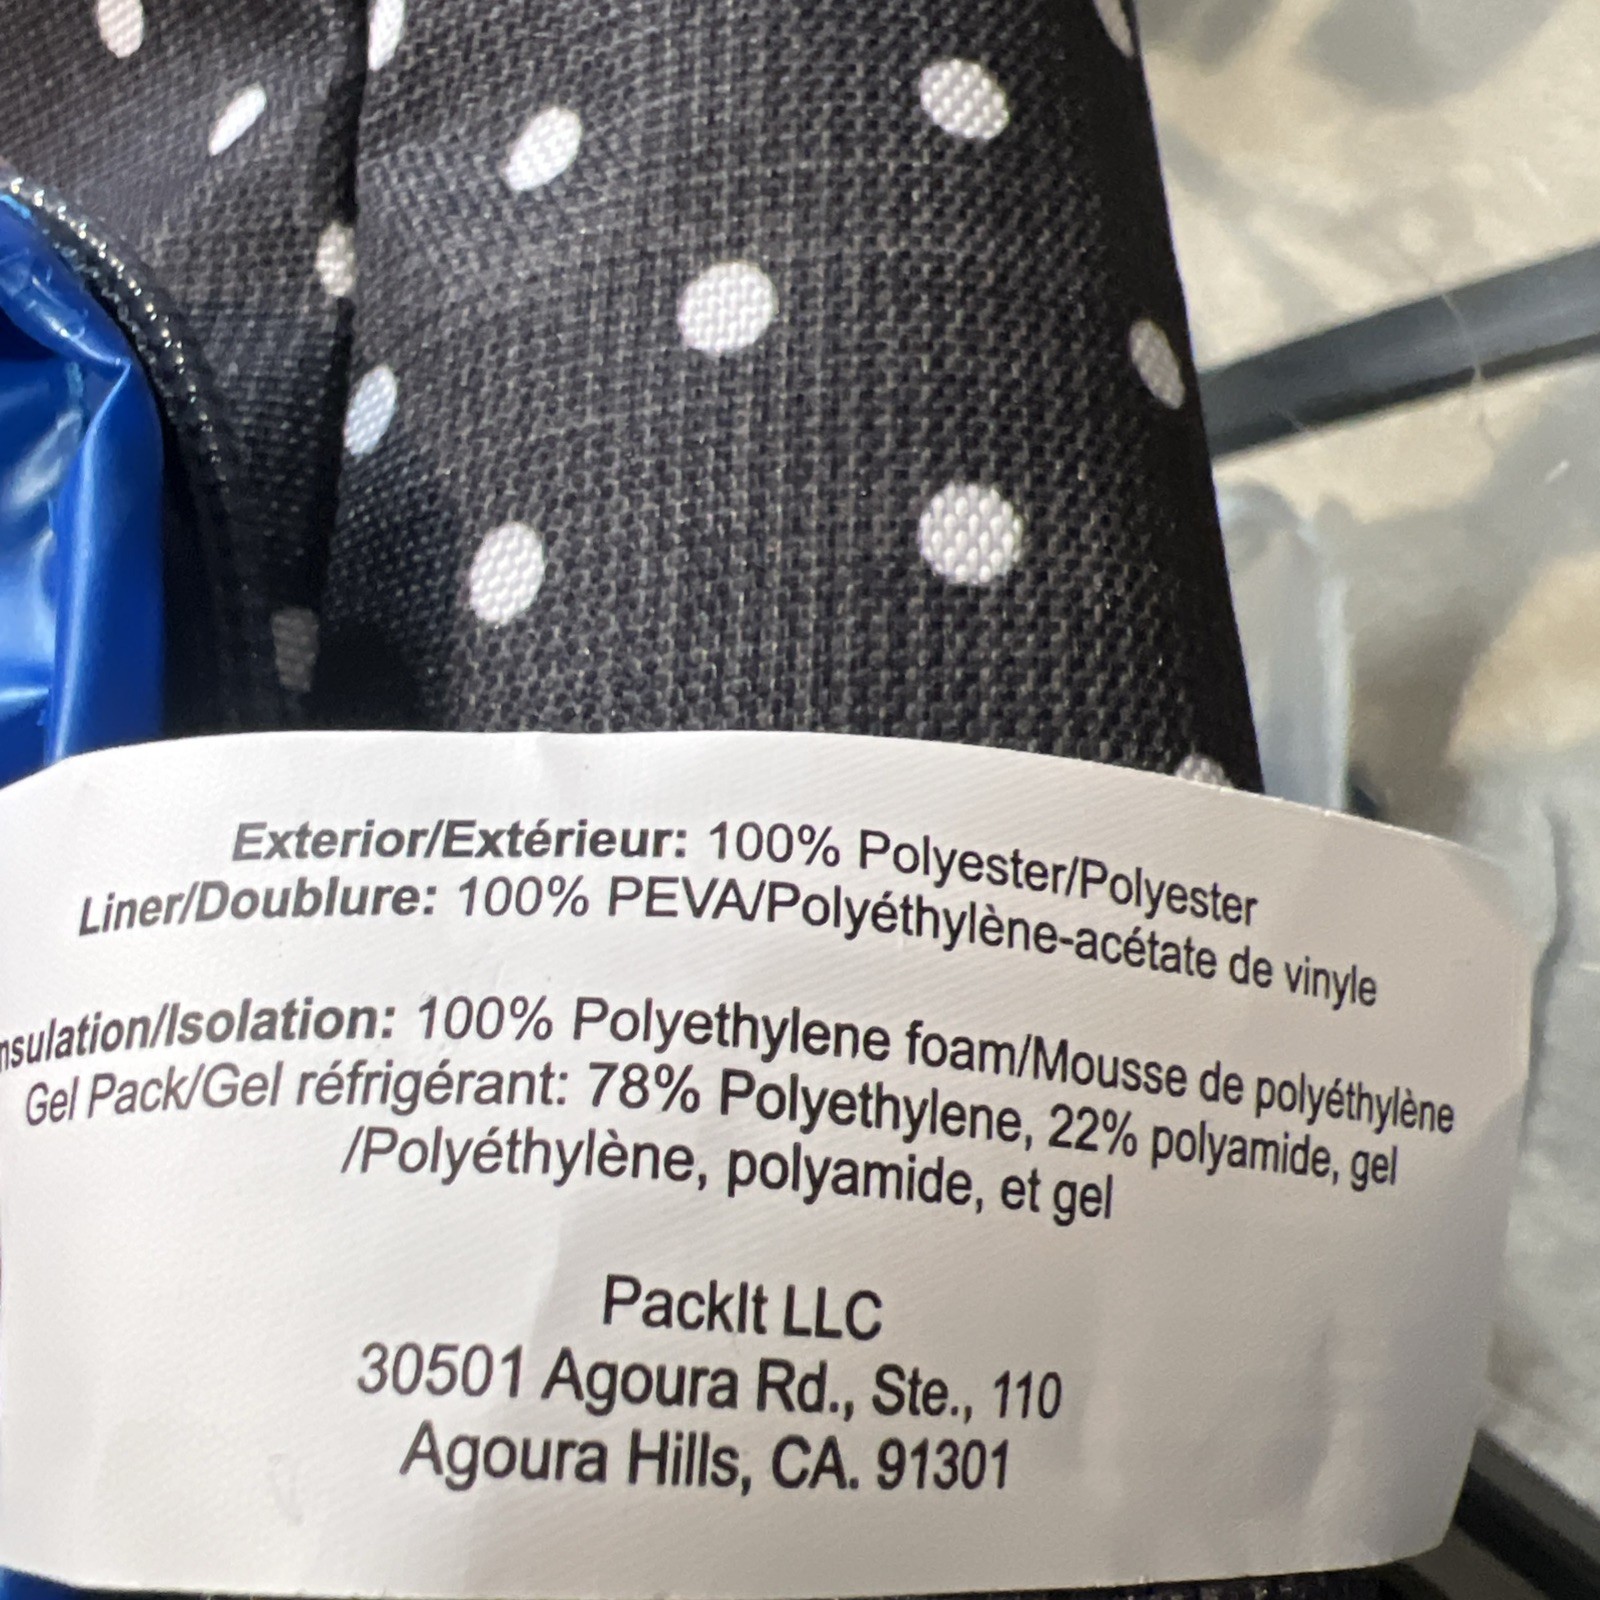 Exterior/Extérieur: 100% Polyester/Polyester
Liner/Doublure: 100% PEVA/Polyéthylène-acétate de vinyle
nsulation/Isolation: 100% Polyethylene foam/Mousse de polyéthylène
Gel Pack/Gel réfrigérant: 78% Polyethylene, 22% polyamide, gel
/Polyéthylène, polyamide, et gel
PackIt LLC
30501 Agoura Rd., Ste., 110
Agoura Hills, CA. 91301